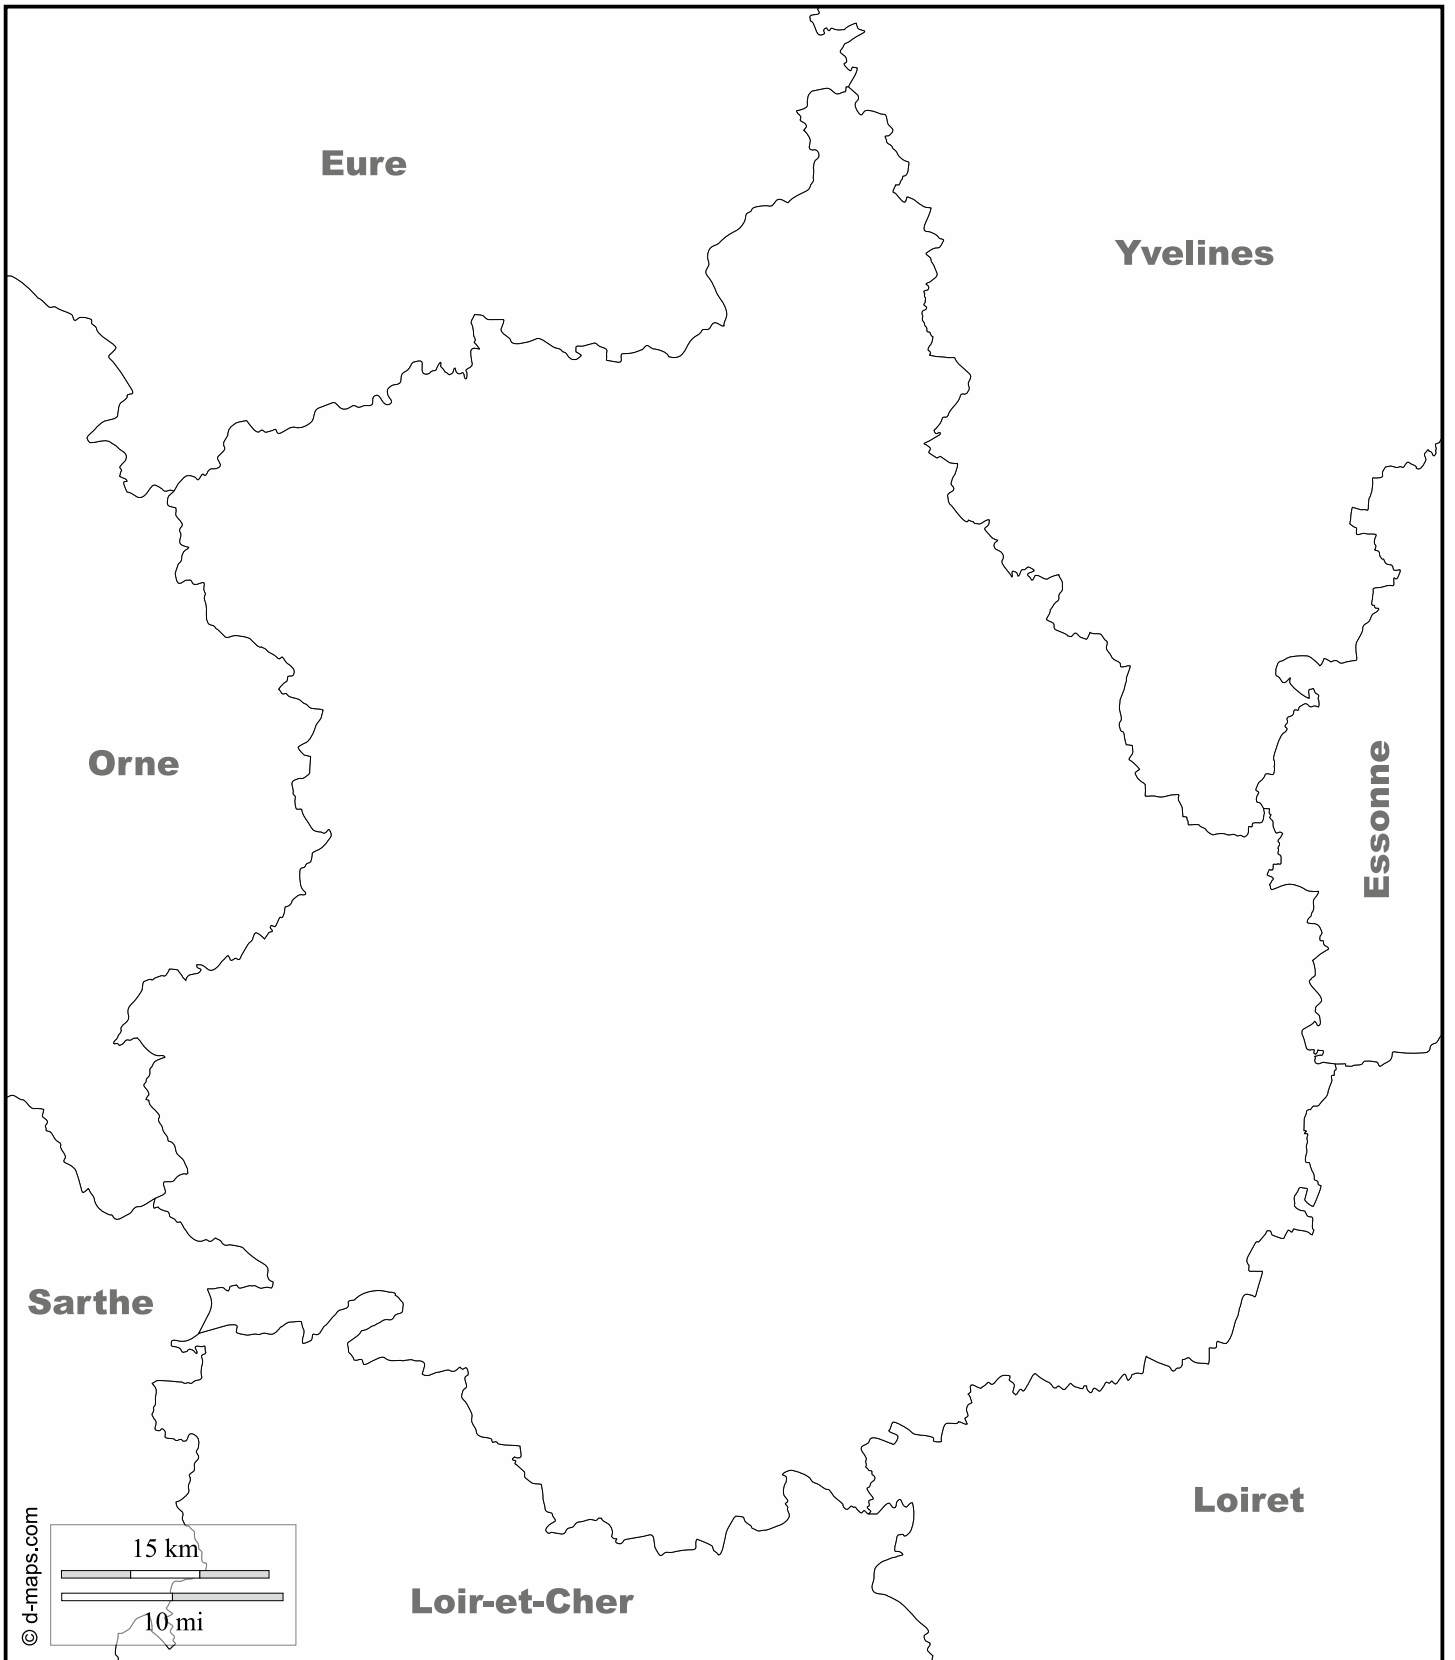 Eure
Yvelines
Orne
Essonne
Sarthe
Loiret
Loir-et-Cher
15 km
10 mi
© d-maps.com